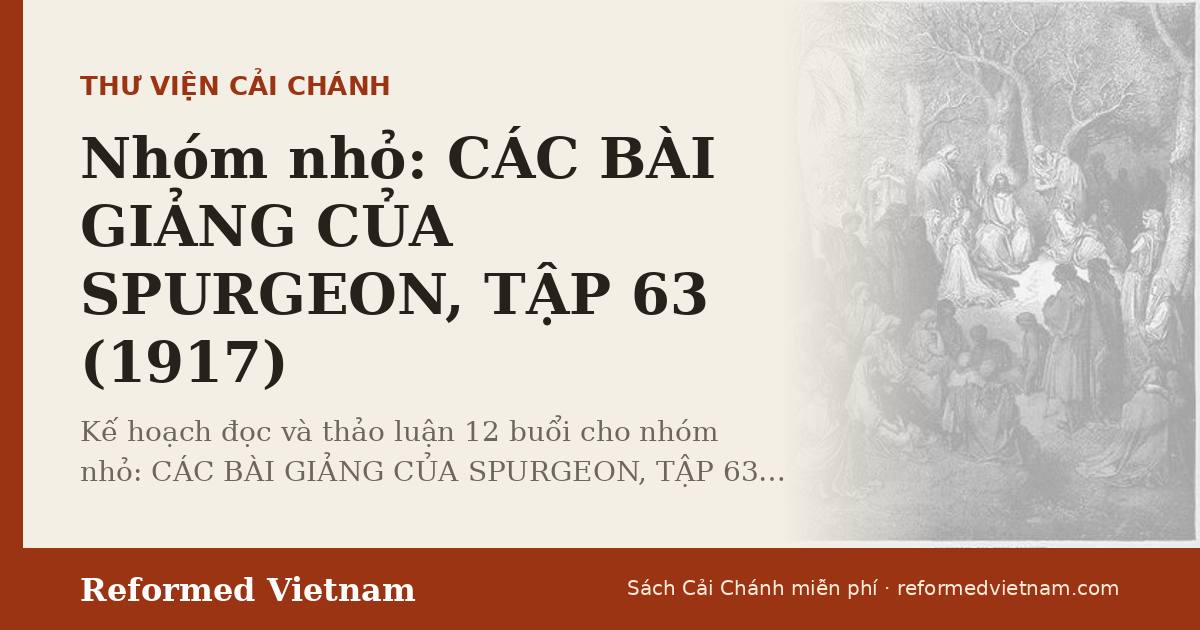 THƯ VIỆN CẢI CHÁNH
Nhóm nhỏ: CÁC BÀI
GIẢNG CỦA
SPURGEON, TẬP 63
(1917)
Kế hoạch đọc và thảo luận 12 buổi cho nhóm
nhỏ: CÁC BÀI GIẢNG CỦA SPURGEON, TẬP 63...
Reformed Vietnam
Sách Cải Chánh miễn phí · reformedvietnam.com